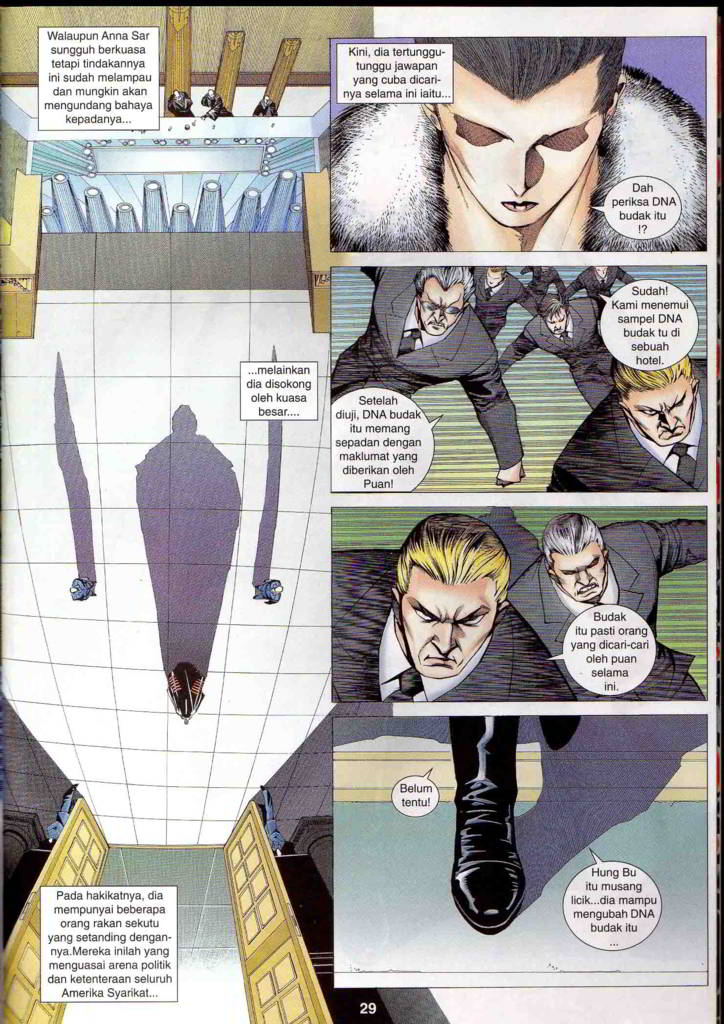 Walaupun Anna Sar
sungguh berkuasa
tetapi tindakannya
ini sudah melampau
dan mungkin akan
mengundang bahaya
kepadanya...
...melainkan
dia disokong
oleh kuasa
besar....
Pada hakikatnya, dia
mempunyai beberapa
orang rakan sekutu
yang setanding dengan-
nya.Mereka inilah yang
menguasai arena politik
dan ketenteraan seluruh
Amerika Syarikat...
Kini, dia tertunggu-
tunggu jawapan
yang cuba dicari-
nya selama ini iaitu...
Dah
periksa DNA
budak itu
!?
Sudah!
Kami menemui
sampel DNA
budak tu di
sebuah
hotel.
Setelah
diuji, DNA budak
itu memang
sepadan dengan
maklumat yang
diberikan oleh
Puan!
Budak
itu pasti orang
yang dicari-cari
oleh puan
selama
ini.
Belum
tentu!
Hung Bu
itu musang
licik...dia mampu
mengubah DNA
budak itu
...
29